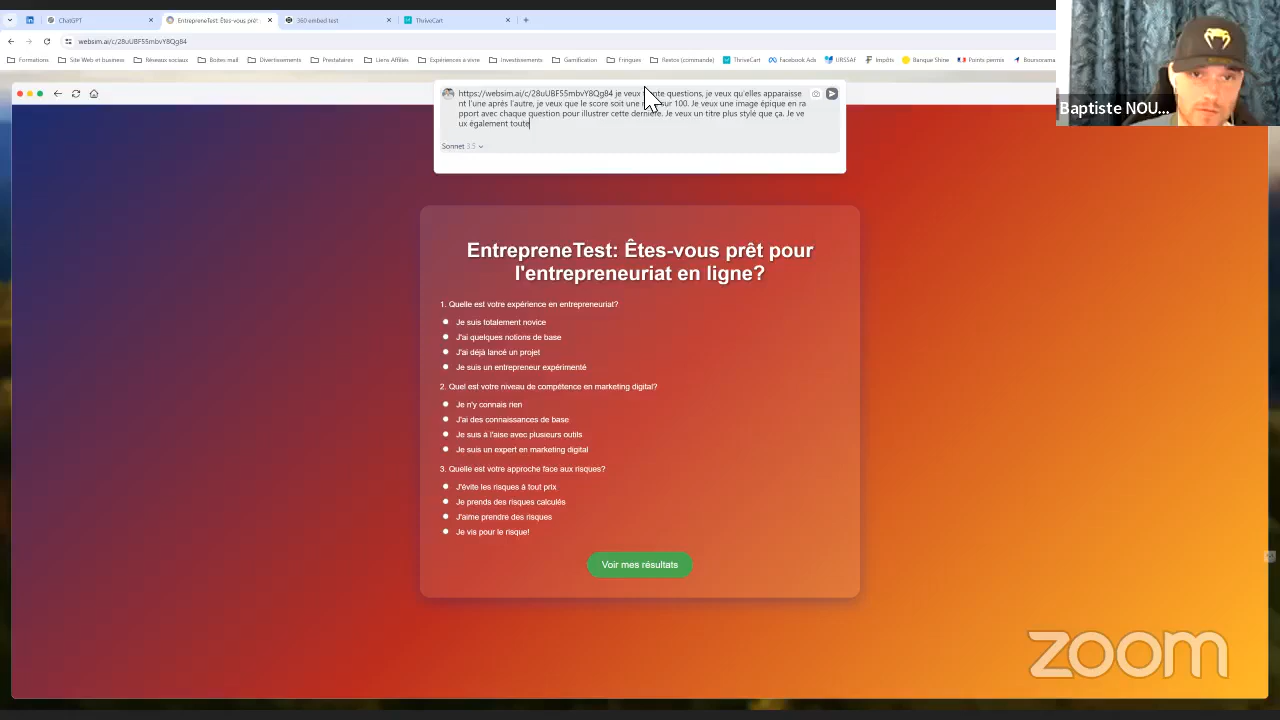 ChatGPT
EntrepreneTest: Êtes-vous prêt
360 embed test
ThriveCart
websim.ai/c/28uUBF55mbvY8Qg84
Formations
Site Web et business
Réseaux sociaux
Boites mail
Divertissements
Prestataires
Liens Affiliés
Expériences à vivre
Investissements
Gamification
Fringues
Reetox (commande)
ThriveCart
Facebook Ads
URSSAF
Impôts
Banque Shine
Points permis
Boursorama
Baptiste NOU...
https://websim.ai/c/28uUBF55mbvY8Qg84 je veux questions, je veux qu'elles apparaisse
nt l'une après l'autre, je veux que le score soit une ur 100. Je veux une image épique en ra
pport avec chaque question pour illustrer cette dernière. Je veux un titre plus stylé que ça. Je ve
ux également toute
Sonnet 3.5
EntrepreneTest: Êtes-vous prêt pour
l'entrepreneuriat en ligne?
1. Quelle est votre expérience en entrepreneuriat?
Je suis totalement novice
J'ai quelques notions de base
J'ai déjà lancé un projet
Je suis un entrepreneur expérimenté
2. Quel est votre niveau de compétence en marketing digital?
Je n'y connais rien
J'ai des connaissances de base
Je suis à l'aise avec plusieurs outils
Je suis un expert en marketing digital
3. Quelle est votre approche face aux risques?
J'évite les risques à tout prix
Je prends des risques calculés
J'aime prendre des risques
Je vis pour le risque!
Voir mes résultats
zoom